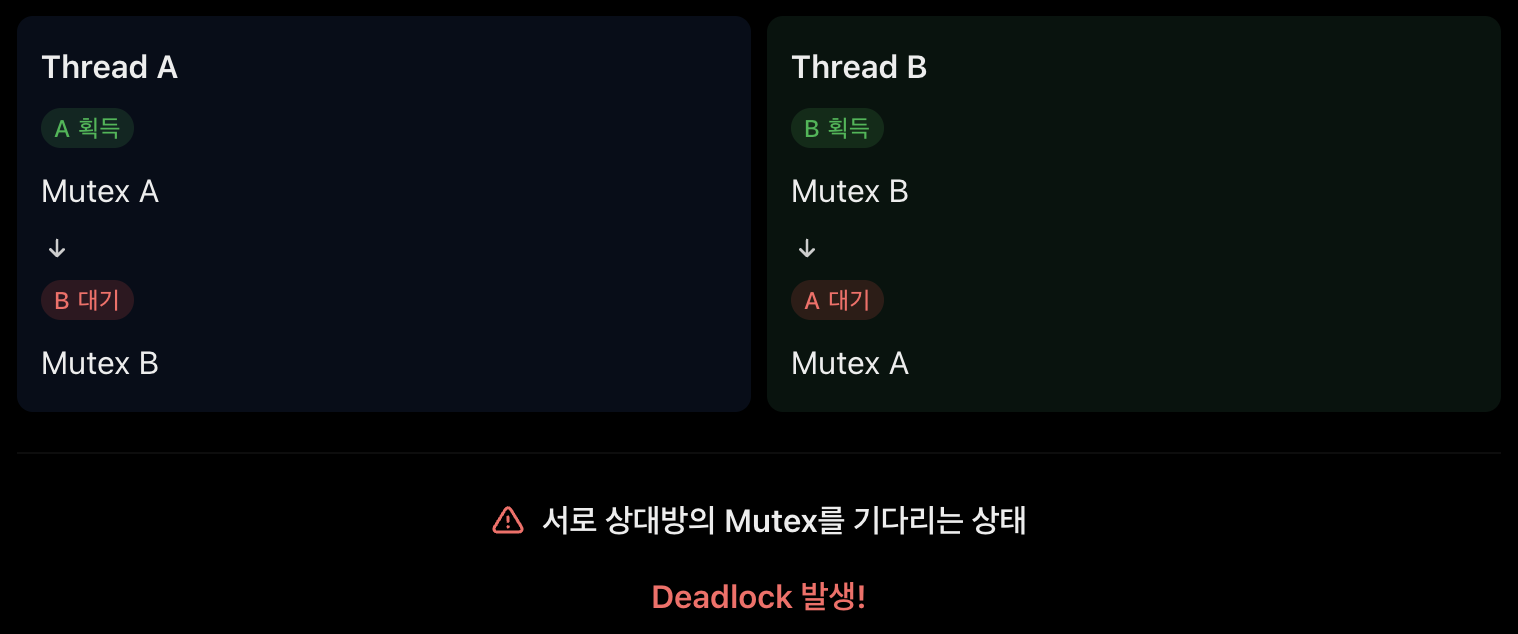 Thread A
A 획득
Mutex A
↓
B 대기
Mutex B
Thread B
B 획득
Mutex B
↓
A 대기
Mutex A
서로 상대방의 Mutex를 기다리는 상태
Deadlock 발생!